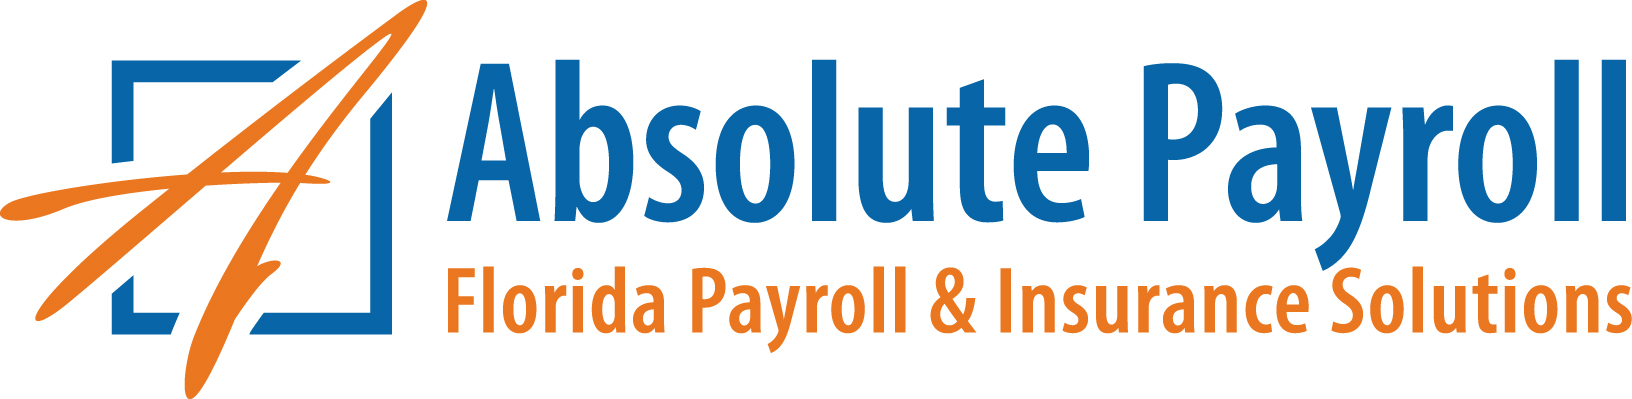 Absolute Payroll
Florida Payroll & Insurance Solutions